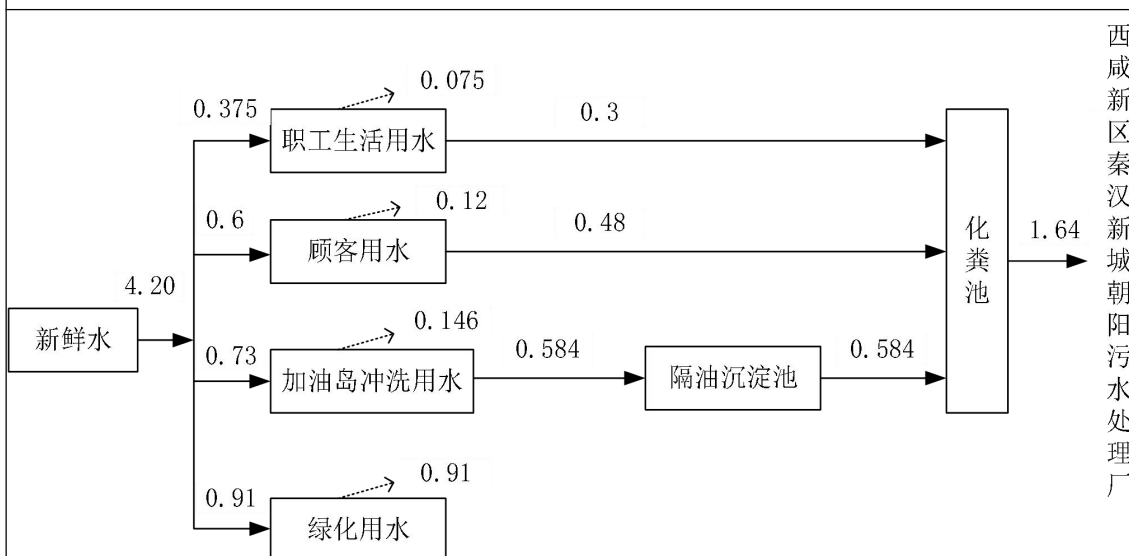 0.075
0.375
职工生活用水
0.3
0.12
0.6
顾客用水
0.48
4.20
新鲜水
0.146
0.73
加油岛冲洗用水
0.584
隔油沉淀池
0.584
0.91
0.91
绿化用水
化粪池
1.64
西咸新区秦汉新城朝阳污水处理厂